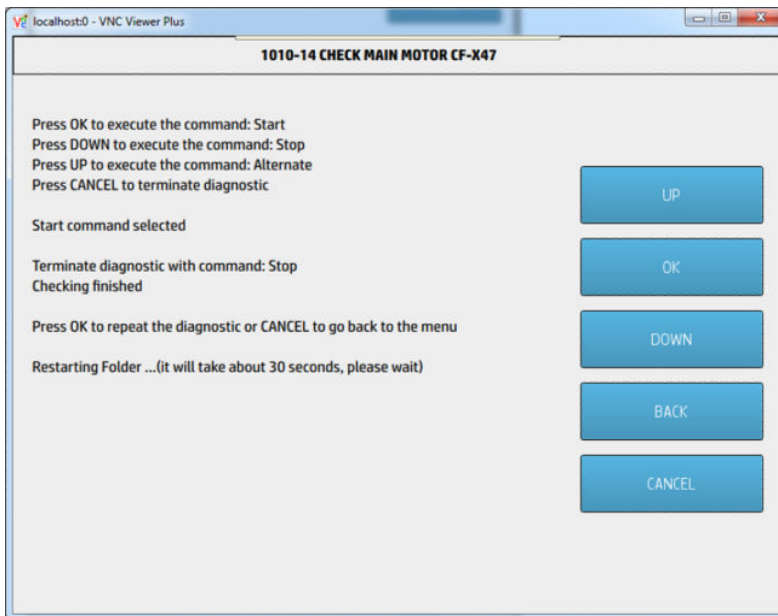 localhost:0 - VNC Viewer Plus
1010-14 CHECK MAIN MOTOR CF-X47
Press OK to execute the command: Start
Press DOWN to execute the command: Stop
Press UP to execute the command: Alternate
Press CANCEL to terminate diagnostic
Start command selected
Terminate diagnostic with command: Stop
Checking finished
Press OK to repeat the diagnostic or CANCEL to go back to the menu
Restarting Folder ...(it will take about 30 seconds, please wait)
UP
OK
DOWN
BACK
CANCEL